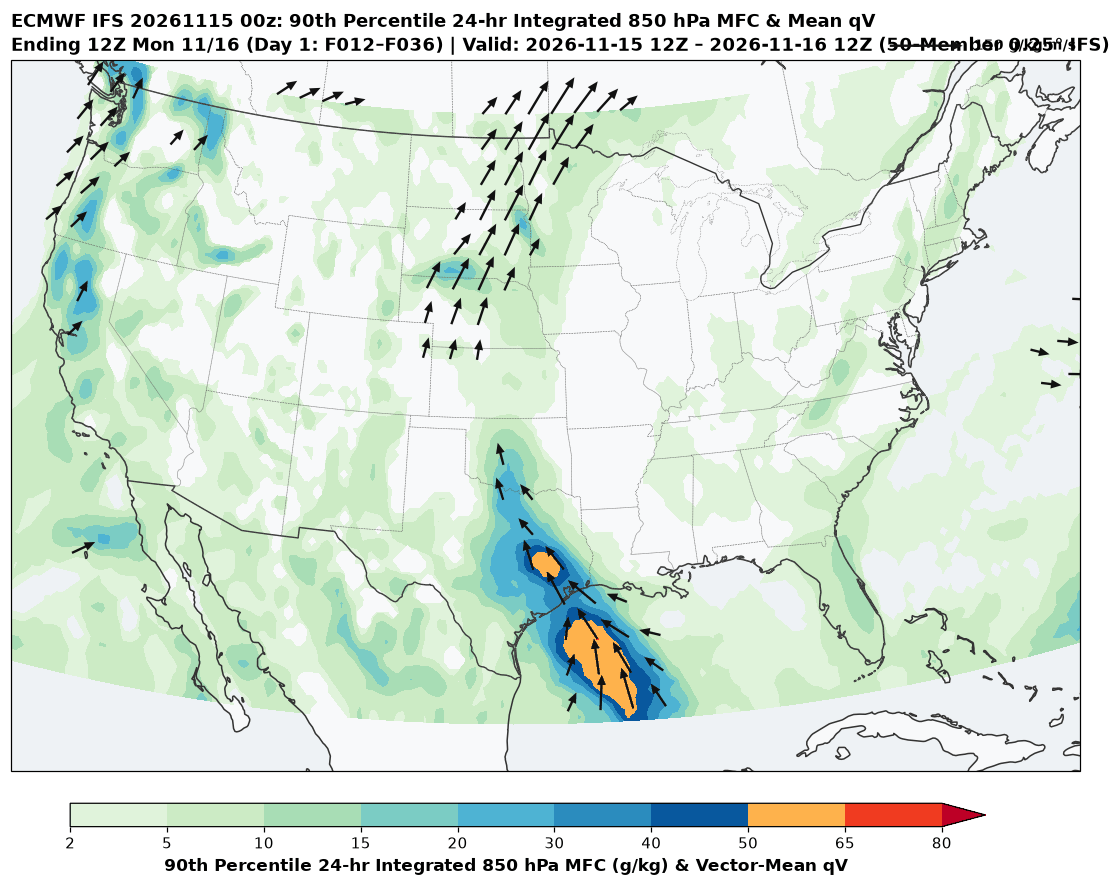 ECMWF IFS 20261115 00z: 90th Percentile 24-hr Integrated 850 hPa MFC & Mean qV
Ending 12Z Mon 11/16 (Day 1: F012–F036) | Valid: 2026-11-15 12Z – 2026-11-16 12Z (50-Member 0.25° IFS)
2 5 10 15 20 30 40 50 65 80
90th Percentile 24-hr Integrated 850 hPa MFC (g/kg) & Vector-Mean qV